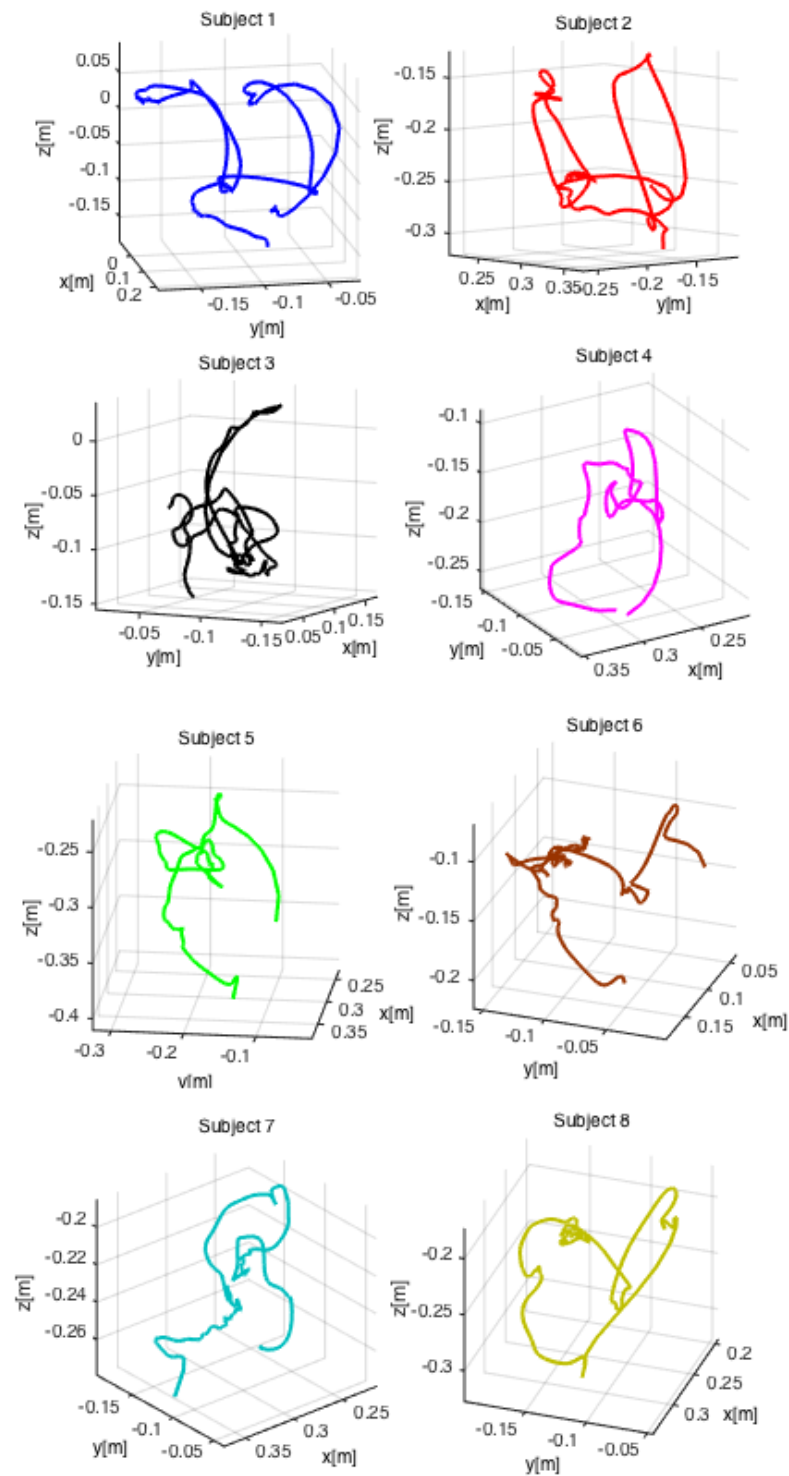 Subject 1
0.05
0
-0.05
-0.1
-0.15
z[m]
0
0.1
0.2
x[m]
-0.15
-0.1
-0.05
y[m]
Subject 2
-0.15
-0.2
-0.25
-0.3
z[m]
0.25
0.3
0.35
x[m]
0.25
-0.2
-0.15
y[m]
Subject 3
0
-0.05
-0.1
-0.15
z[m]
-0.05
-0.1
-0.15
y[m]
0.05
0.1
0.15
x[m]
Subject 4
-0.1
-0.15
-0.2
-0.25
z[m]
-0.15
-0.1
-0.05
y[m]
0.35
0.3
0.25
x[m]
Subject 5
-0.25
-0.3
-0.35
-0.4
z[m]
-0.3
-0.2
-0.1
y[m]
0.25
0.3
0.35
x[m]
Subject 6
-0.1
-0.15
-0.2
z[m]
-0.15
-0.1
-0.05
y[m]
0.05
0.1
0.15
x[m]
Subject 7
-0.2
-0.22
-0.24
-0.26
z[m]
-0.15
-0.1
-0.05
y[m]
0.35
0.3
0.25
x[m]
Subject 8
-0.2
-0.25
-0.3
z[m]
-0.15
-0.1
-0.05
y[m]
0.2
0.25
0.3
x[m]